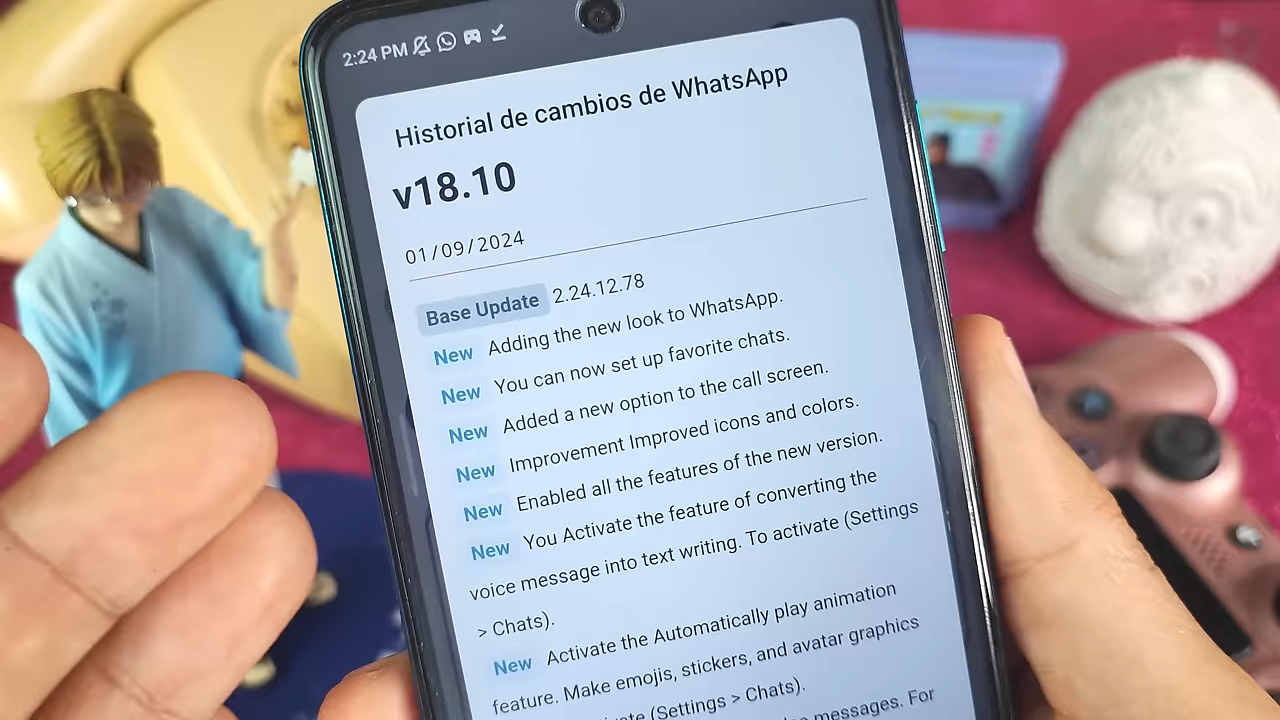 2:24 PM
Historial de cambios de WhatsApp
v18.10
01/09/2024
Base Update 2.24.12.78
New Adding the new look to WhatsApp.
New You can now set up favorite chats.
New Added a new option to the call screen.
New Improvement Improved icons and colors.
New Enabled all the features of the new version.
New You Activate the feature of converting the
voice message into text writing. To activate (Settings
> Chats).
New Activate the Automatically play animation
feature. Make emojis, stickers, and avatar graphics
(Settings > Chats).
messages. For